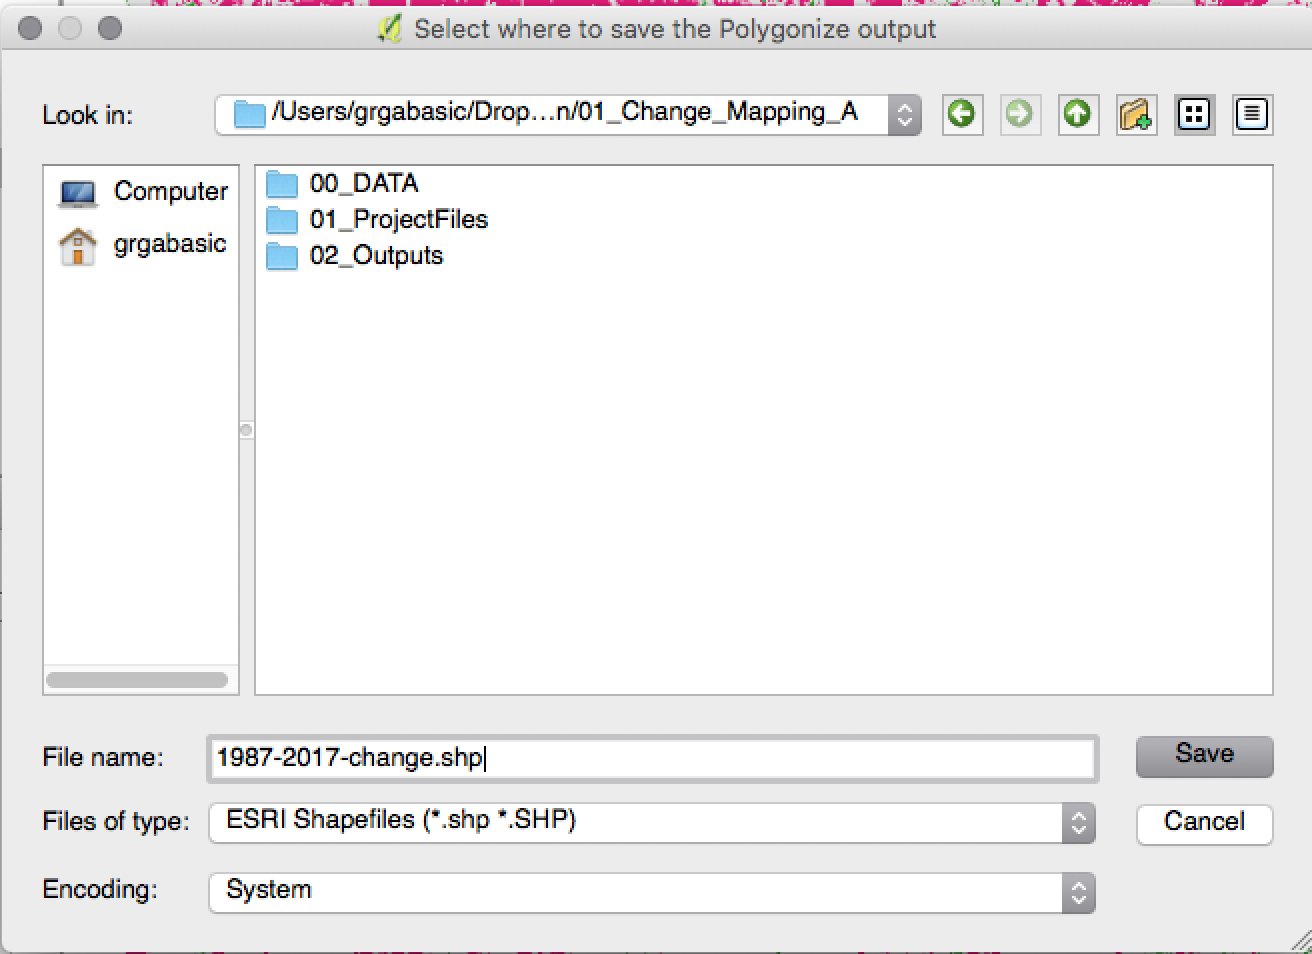 Select where to save the Polygonize output
Look in:
/Users/grgabasic/Drop...n/01_Change_Mapping_A
Computer
grgabasic
00_DATA
01_ProjectFiles
02_Outputs
File name:
1987-2017-change.shp
Save
Files of type:
ESRI Shapefiles (*.shp *.SHP)
Cancel
Encoding:
System